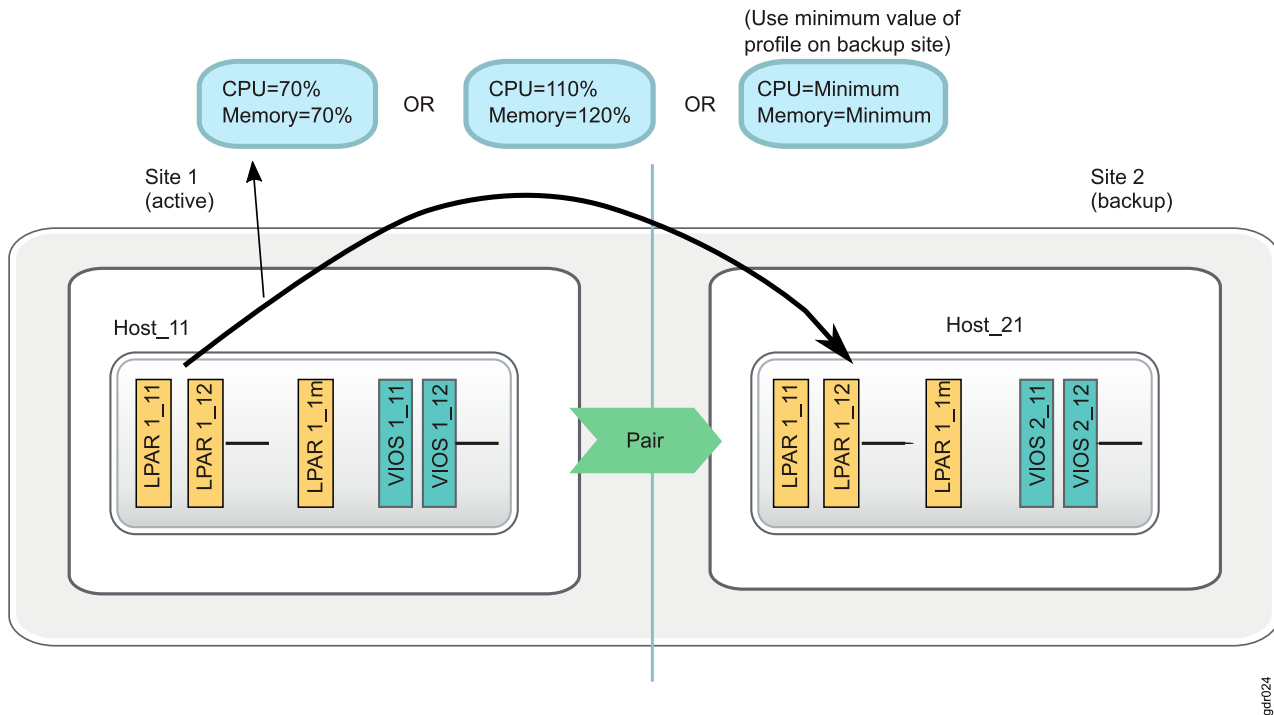 (Use minimum value of
profile on backup site)
CPU=70%
Memory=70%
OR
CPU=110%
Memory=120%
OR
CPU=Minimum
Memory=Minimum
Site 1
(active)
Site 2
(backup)
Host_11
Host_21
LPAR 1_11
LPAR 1_12
LPAR 1_1m
VIOS 1_11
VIOS 1_12
Pair
LPAR 1_11
LPAR 1_12
LPAR 1_1m
VIOS 2_11
VIOS 2_12
gdr024